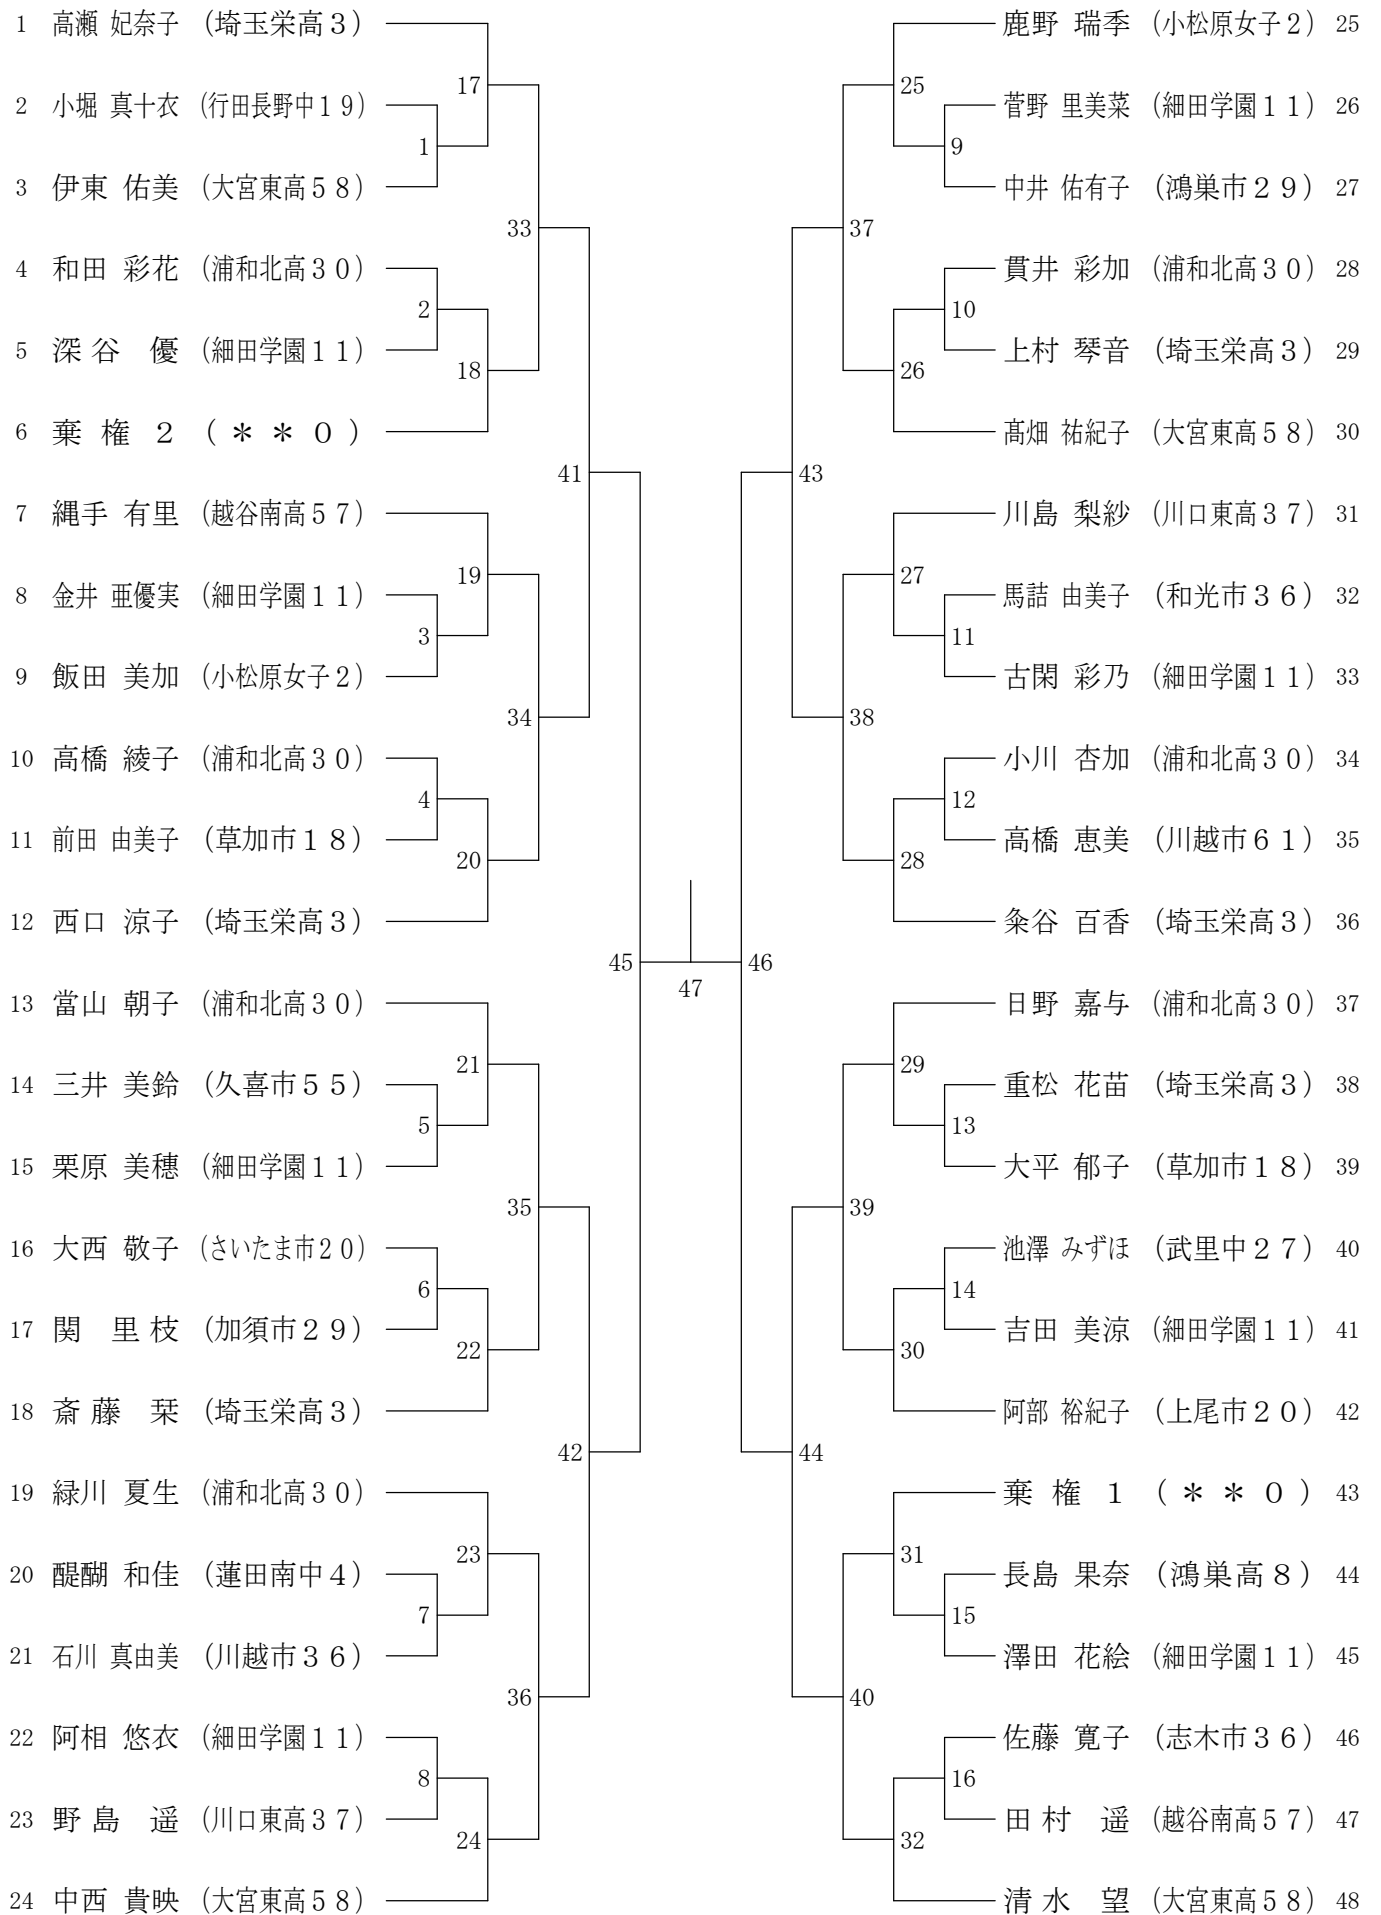 1 高瀬 妃奈子 (埼玉栄高３)
2 小堀 真十衣 (行田長野中１９)
3 伊東 佑美 (大宮東高５８)
4 和田 彩花 (浦和北高３０)
5 深谷 優 (細田学園１１)
6 棄権２ (＊＊０)
7 縄手 有里 (越谷南高５７)
8 金井 亜優実 (細田学園１１)
9 飯田 美加 (小松原女子２)
10 高橋 綾子 (浦和北高３０)
11 前田 由美子 (草加市１８)
12 西口 涼子 (埼玉栄高３)
13 當山 朝子 (浦和北高３０)
14 三井 美鈴 (久喜市５５)
15 栗原 美穂 (細田学園１１)
16 大西 敬子 (さいたま市２０)
17 関 里枝 (加須市２９)
18 斎藤 栞 (埼玉栄高３)
19 緑川 夏生 (浦和北高３０)
20 醍醐 和佳 (蓮田南中４)
21 石川 真由美 (川越市３６)
22 阿相 悠衣 (細田学園１１)
23 野島 遥 (川口東高３７)
24 中西 貴映 (大宮東高５８)
1
2
3
4
5
6
7
8
17
18
19
20
21
22
23
24
33
34
35
36
41
42
45
47
46
43
44
37
38
39
40
25
26
27
28
29
30
31
32
9
10
11
12
13
14
15
16
鹿野 瑞季 (小松原女子２) 25
菅野 里美菜 (細田学園１１) 26
中井 佑有子 (鴻巣市２９) 27
貫井 彩加 (浦和北高３０) 28
上村 琴音 (埼玉栄高３) 29
髙畑 祐紀子 (大宮東高５８) 30
川島 梨紗 (川口東高３７) 31
馬詰 由美子 (和光市３６) 32
古閑 彩乃 (細田学園１１) 33
小川 杏加 (浦和北高３０) 34
高橋 恵美 (川越市６１) 35
粂谷 百香 (埼玉栄高３) 36
日野 嘉与 (浦和北高３０) 37
重松 花苗 (埼玉栄高３) 38
大平 郁子 (草加市１８) 39
池澤 みずほ (武里中２７) 40
吉田 美涼 (細田学園１１) 41
阿部 裕紀子 (上尾市２０) 42
棄権１ (＊＊０) 43
長島 果奈 (鴻巣高８) 44
澤田 花絵 (細田学園１１) 45
佐藤 寛子 (志木市３６) 46
田村 遥 (越谷南高５７) 47
清水 望 (大宮東高５８) 48